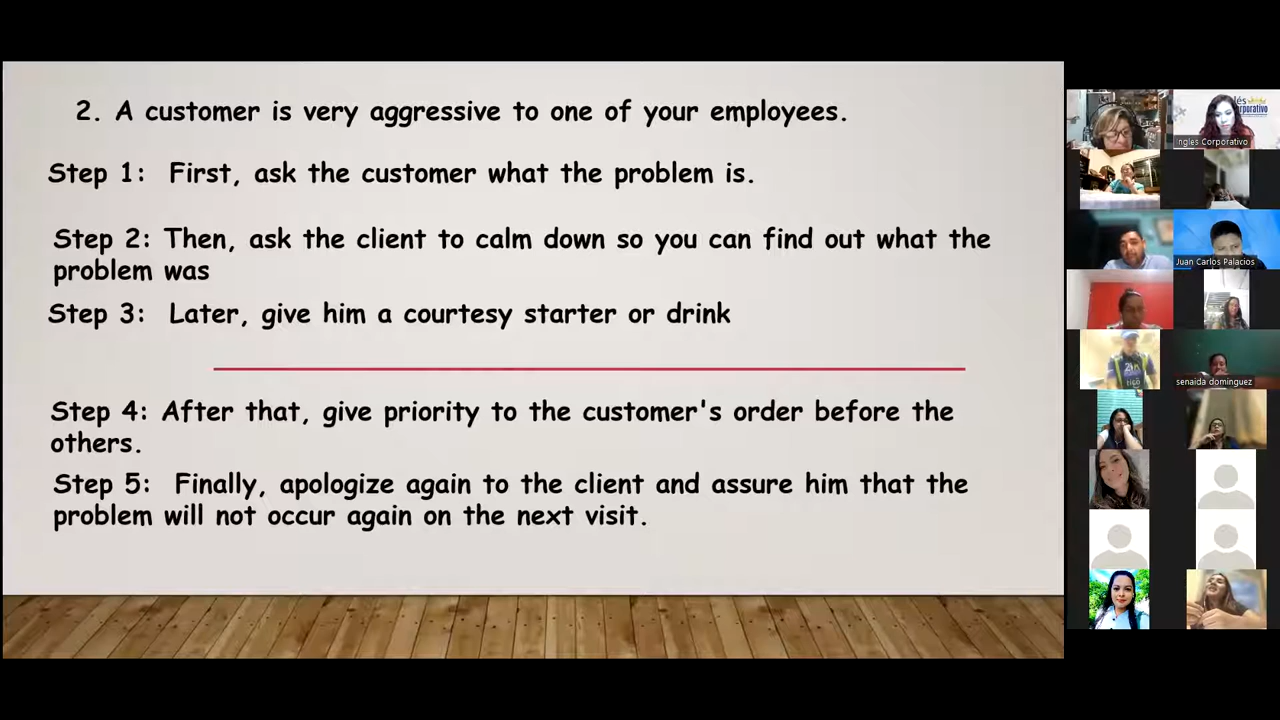 2. A customer is very aggressive to one of your employees.
Step 1: First, ask the customer what the problem is.
Step 2: Then, ask the client to calm down so you can find out what the
problem was
Step 3: Later, give him a courtesy starter or drink
Step 4: After that, give priority to the customer's order before the
others.
Step 5: Finally, apologize again to the client and assure him that the
problem will not occur again on the next visit.
Ingles Corporativo
Juan Carlos Palacios
senaida dominguez